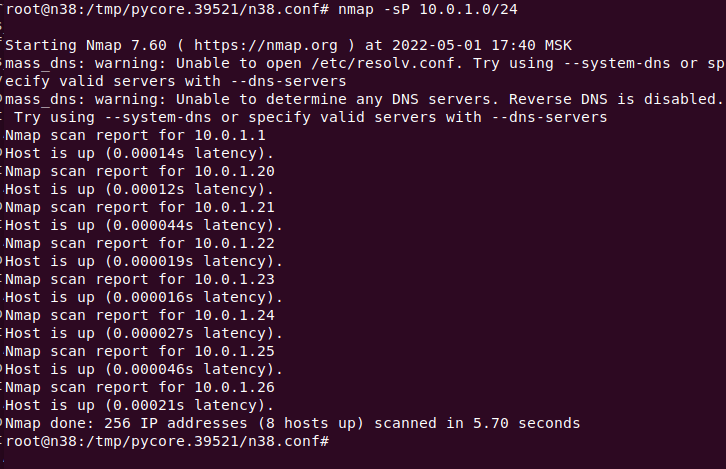 root@n38:/tmp/pycore.39521/n38.conf# nmap -sP 10.0.1.0/24
Starting Nmap 7.60 ( https://nmap.org ) at 2022-05-01 17:40 MSK
mass_dns: warning: Unable to open /etc/resolv.conf. Try using --system-dns or sp
ecify valid servers with --dns-servers
mass_dns: warning: Unable to determine any DNS servers. Reverse DNS is disabled.
 Try using --system-dns or specify valid servers with --dns-servers
Nmap scan report for 10.0.1.1
Host is up (0.00014s latency).
Nmap scan report for 10.0.1.20
Host is up (0.00012s latency).
Nmap scan report for 10.0.1.21
Host is up (0.000044s latency).
Nmap scan report for 10.0.1.22
Host is up (0.000019s latency).
Nmap scan report for 10.0.1.23
Host is up (0.000016s latency).
Nmap scan report for 10.0.1.24
Host is up (0.000027s latency).
Nmap scan report for 10.0.1.25
Host is up (0.000046s latency).
Nmap scan report for 10.0.1.26
Host is up (0.00021s latency).
Nmap done: 256 IP addresses (8 hosts up) scanned in 5.70 seconds
root@n38:/tmp/pycore.39521/n38.conf#